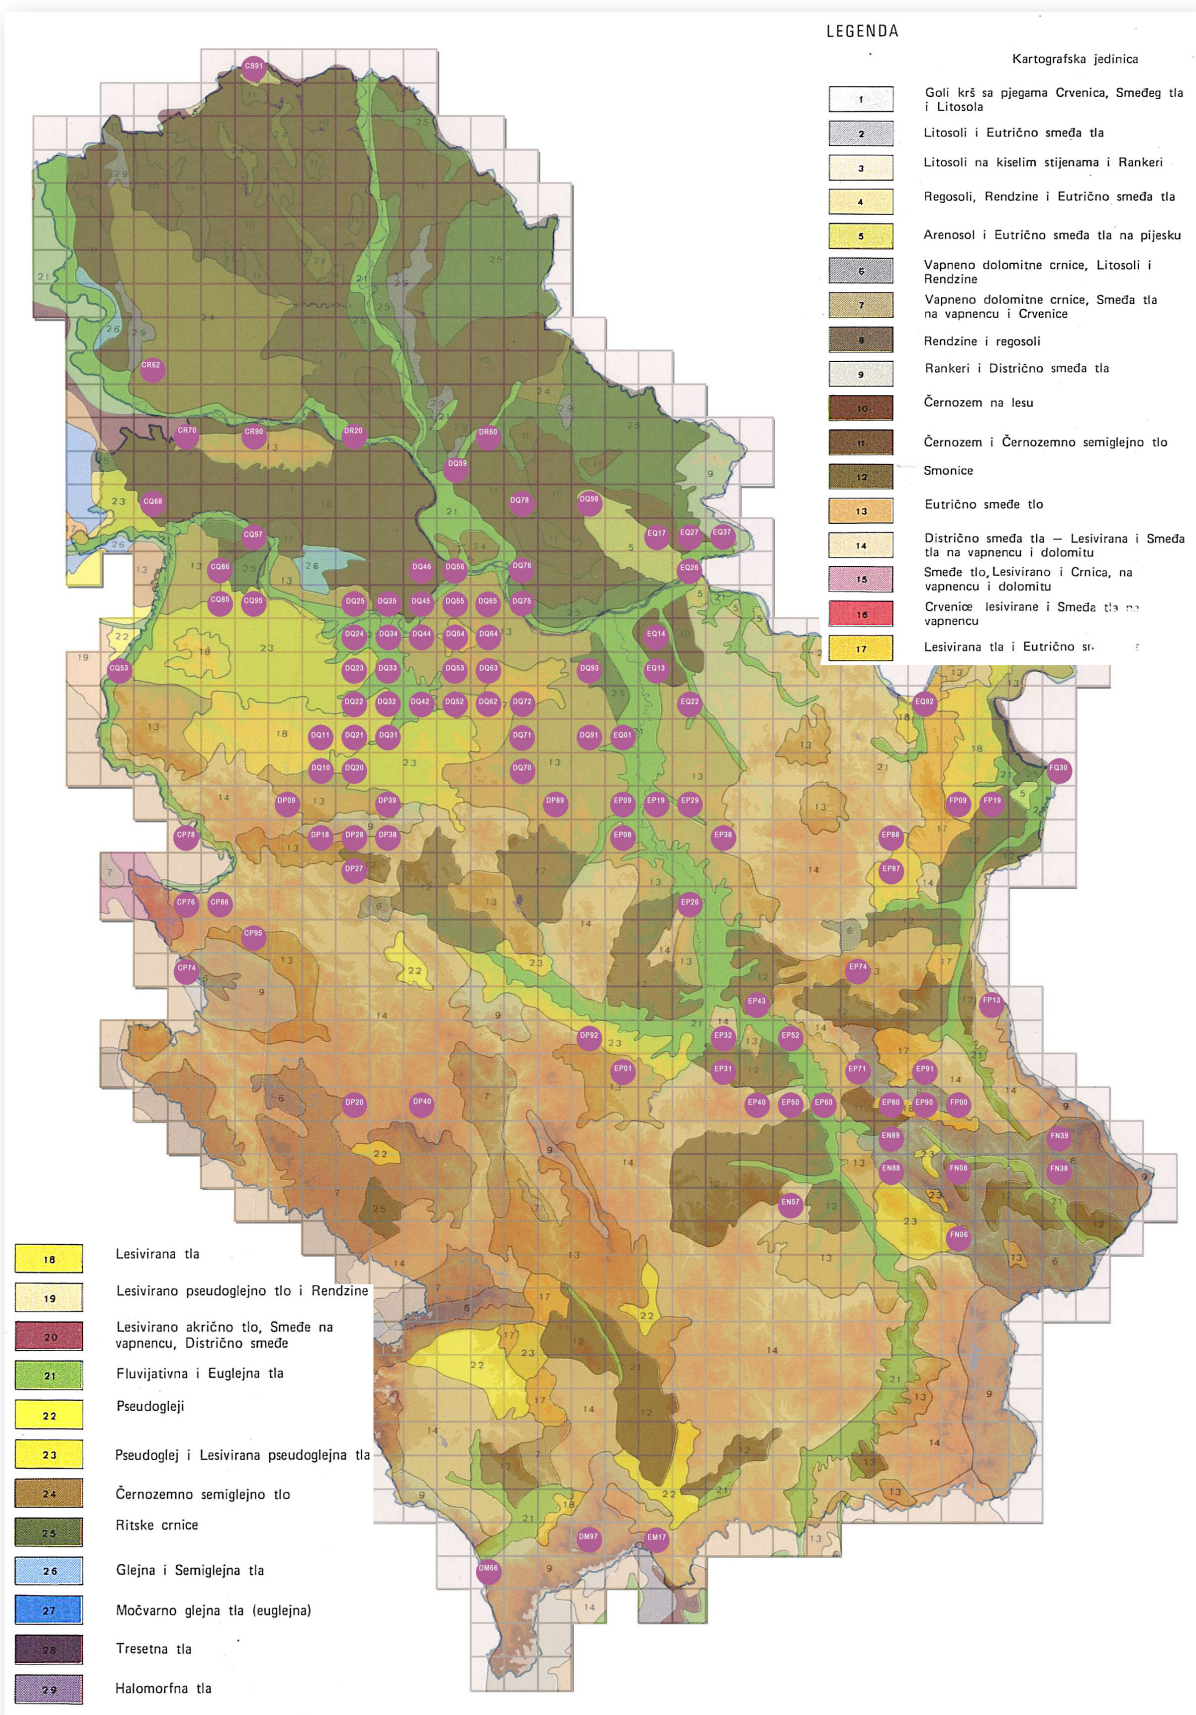 LEGENDA
Kartografska jedinica
1 Goli krš sa pjegama Crvenica, Smeđeg tla
i Litosola
2 Litosoli i Eutrično smeđa tla
3 Litosoli na kiselim stijenama i Rankeri
4 Regosoli, Rendzine i Eutrično smeđa tla
5 Arenosol i Eutrično smeđa tla na pijesku
6 Vapneno dolomitne crnice, Litosoli i
Rendzine
7 Vapneno dolomitne crnice, Smeđa tla
na vapnencu i Crvenice
8 Rendzine i regosoli
9 Rankeri i Distrično smeđa tla
10 Černozem na lesu
11 Černozem i Černozemno semiglejno tlo
12 Smonice
13 Eutrično smeđe tlo
14 Distrično smeđa tla – Lesivirana i Smeđa
tla na vapnencu i dolomitu
15 Smeđe tlo, Lesivirano i Crnica, na
vapnencu i dolomitu
16 Crvenice lesivirane i Smeđa tla na
vapnencu
17 Lesivirana tla i Eutrično
18 Lesivirana tla
19 Lesivirano pseudoglejno tlo i Rendzine
20 Lesivirano akrično tlo, Smeđe na
vapnencu, Distrično smeđe
21 Fluvijativna i Euglejna tla
22 Pseudogleji
23 Pseudoglej i Lesivirana pseudoglejna tla
24 Černozemno semiglejno tlo
25 Ritske crnice
26 Glejna i Semiglejna tla
27 Močvarno glejna tla (euglejna)
28 Tresetna tla
29 Halomorfna tla
CS91
CR62
CR70 CR90 DR20 DR60
DQ59
CQ68 DQ78 DQ98
CQ97 EQ17 EQ27 EQ37
CQ86 DQ46 DQ56 DQ76 EQ26
CQ85 CQ95 DQ25 DQ35 DQ45 DQ55 DQ65 DQ75
DQ24 DQ34 DQ44 DQ54 DQ64 EQ14
CQ53 DQ23 DQ33 DQ53 DQ63 DQ93 EQ13
DQ22 DQ32 DQ42 DQ52 DQ62 DQ72 EQ22 EQ92
DQ11 DQ21 DQ31 DQ71 DQ91 EQ01
DQ10 DQ20 DQ70 FQ30
DP09 DP39 DP89 EP09 EP19 EP29 FP09 FP19
CP78 DP18 DP28 DP38 EP08 EP38 EP88
DP27 EP87
CP76 CP86 EP26
CP95
CP74 EP74
EP43 FP13
DP92 EP32 EP52
EP01 EP31 EP71 EP91
DP20 DP40 EP40 EP50 EP60 EP80 EP90 FP00
EN89 FN39
EN88 FN08 FN38
EN57
FN06
DM97 EM17
DM66